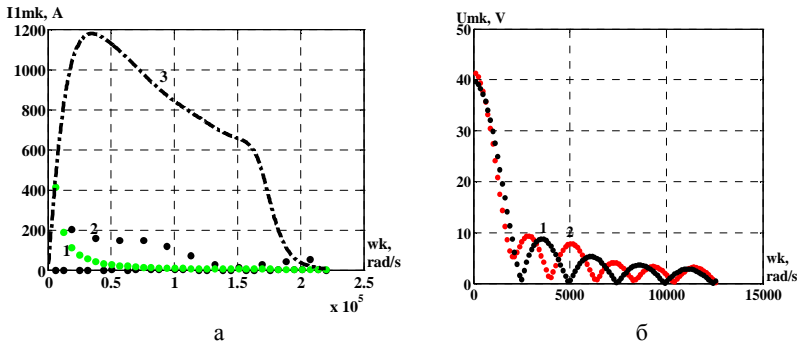 I1mk, A
1200
1000
800
600
400
200
0
3
2
1
wk,
rad/s
0 0.5 1 1.5 2 2.5
x 10^5
а
Umk, V
50
40
30
20
10
0
1 2
wk,
rad/s
0 5000 10000 15000
б